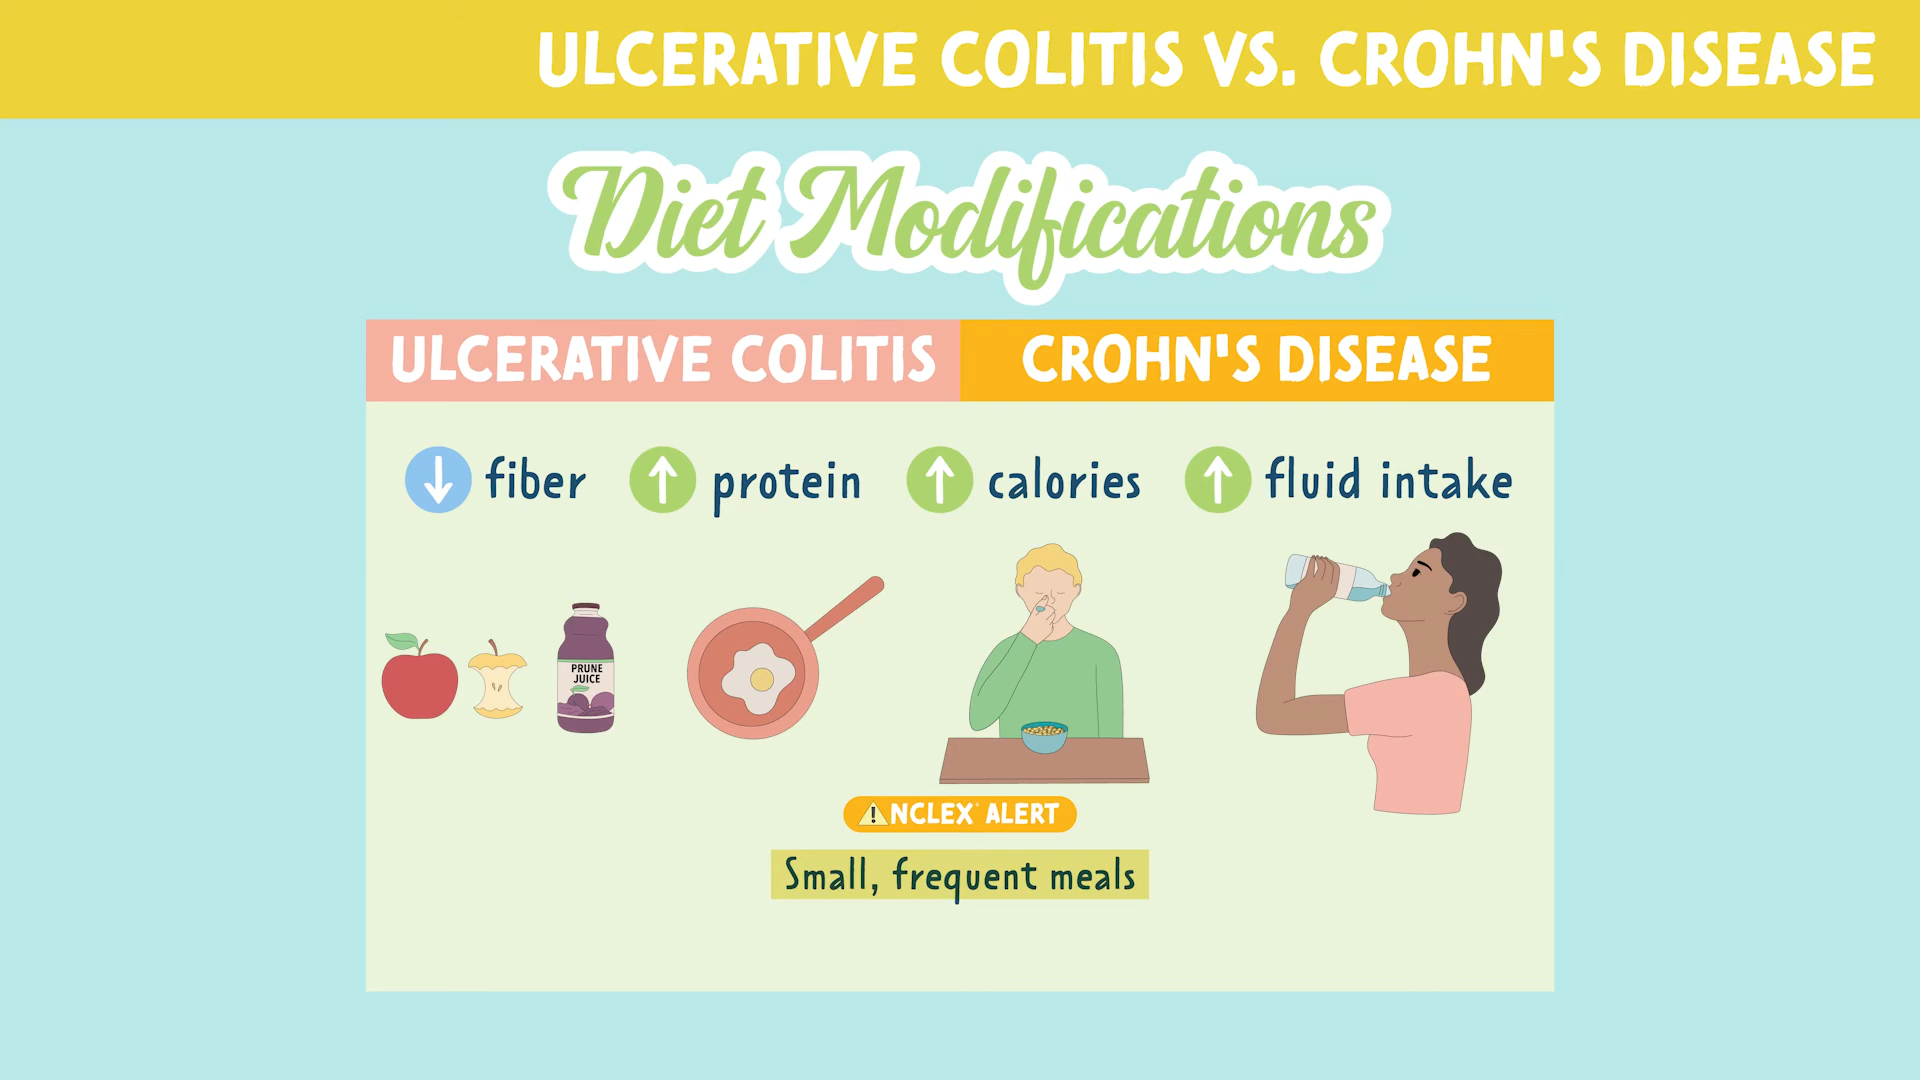 ULCERATIVE COLITIS VS. CROHN'S DISEASE
Diet Modifications
ULCERATIVE COLITIS
CROHN'S DISEASE
fiber
protein
calories
fluid intake
PRUNE
JUICE
NCLEX® ALERT
Small, frequent meals